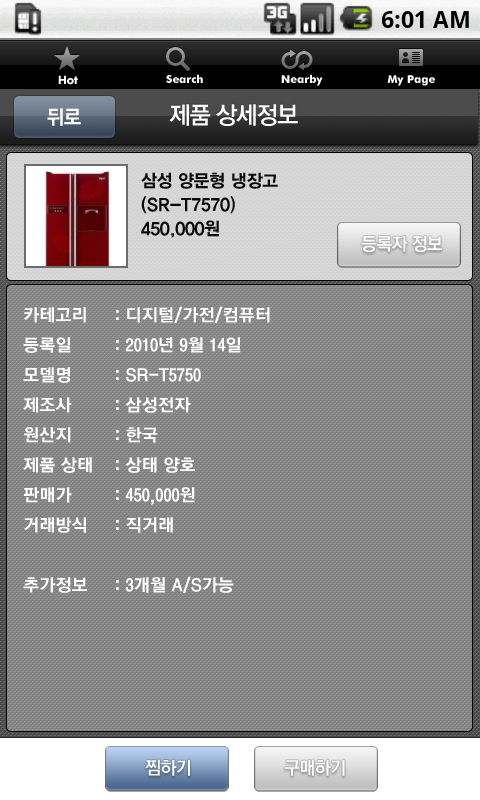 3G 6:01 AM
Hot Search Nearby My Page
뒤로 제품 상세정보
삼성 양문형 냉장고
(SR-T7570)
450,000원
등록자 정보
카테고리 : 디지털/가전/컴퓨터
등록일 : 2010년 9월 14일
모델명 : SR-T5750
제조사 : 삼성전자
원산지 : 한국
제품 상태 : 상태 양호
판매가 : 450,000원
거래방식 : 직거래
추가정보 : 3개월 A/S가능
찜하기 구매하기